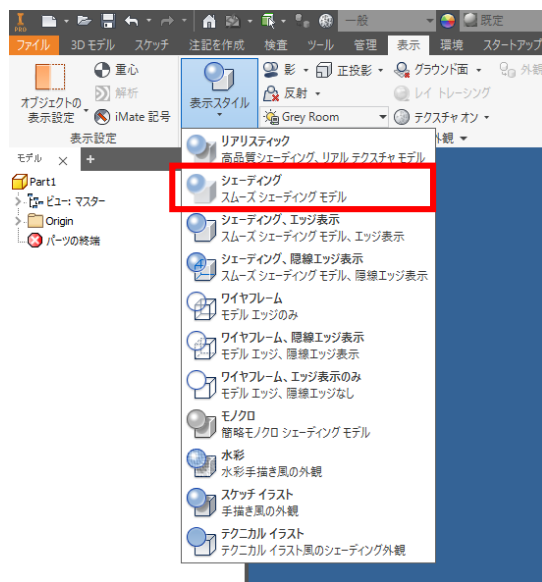 PRO
一般
既定
ファイル 3D モデル スケッチ 注記を作成 検査 ツール 管理 表示 環境 スタートアップ
オブジェクトの
表示設定
重心
解析
iMate 記号
表示設定
表示スタイル
影
正投影
グラウンド面
外観
反射
レイ トレーシング
Grey Room
テクスチャ オン
外観
モデル
Part1
ビュー: マスター
Origin
パーツの終端
リアリスティック
高品質シェーディング、リアル テクスチャ モデル
シェーディング
スムーズ シェーディング モデル
シェーディング、エッジ表示
スムーズ シェーディング モデル、エッジ表示
シェーディング、隠線エッジ表示
スムーズ シェーディング モデル、隠線エッジ表示
ワイヤフレーム
モデル エッジのみ
ワイヤフレーム、隠線エッジ表示
モデル エッジ、隠線エッジ表示
ワイヤフレーム、エッジ表示のみ
モデル エッジ、隠線エッジなし
モノクロ
簡略モノクロ シェーディング モデル
水彩
水彩手描き風の外観
スケッチ イラスト
手描き風の外観
テクニカル イラスト
テクニカル イラスト風のシェーディング外観